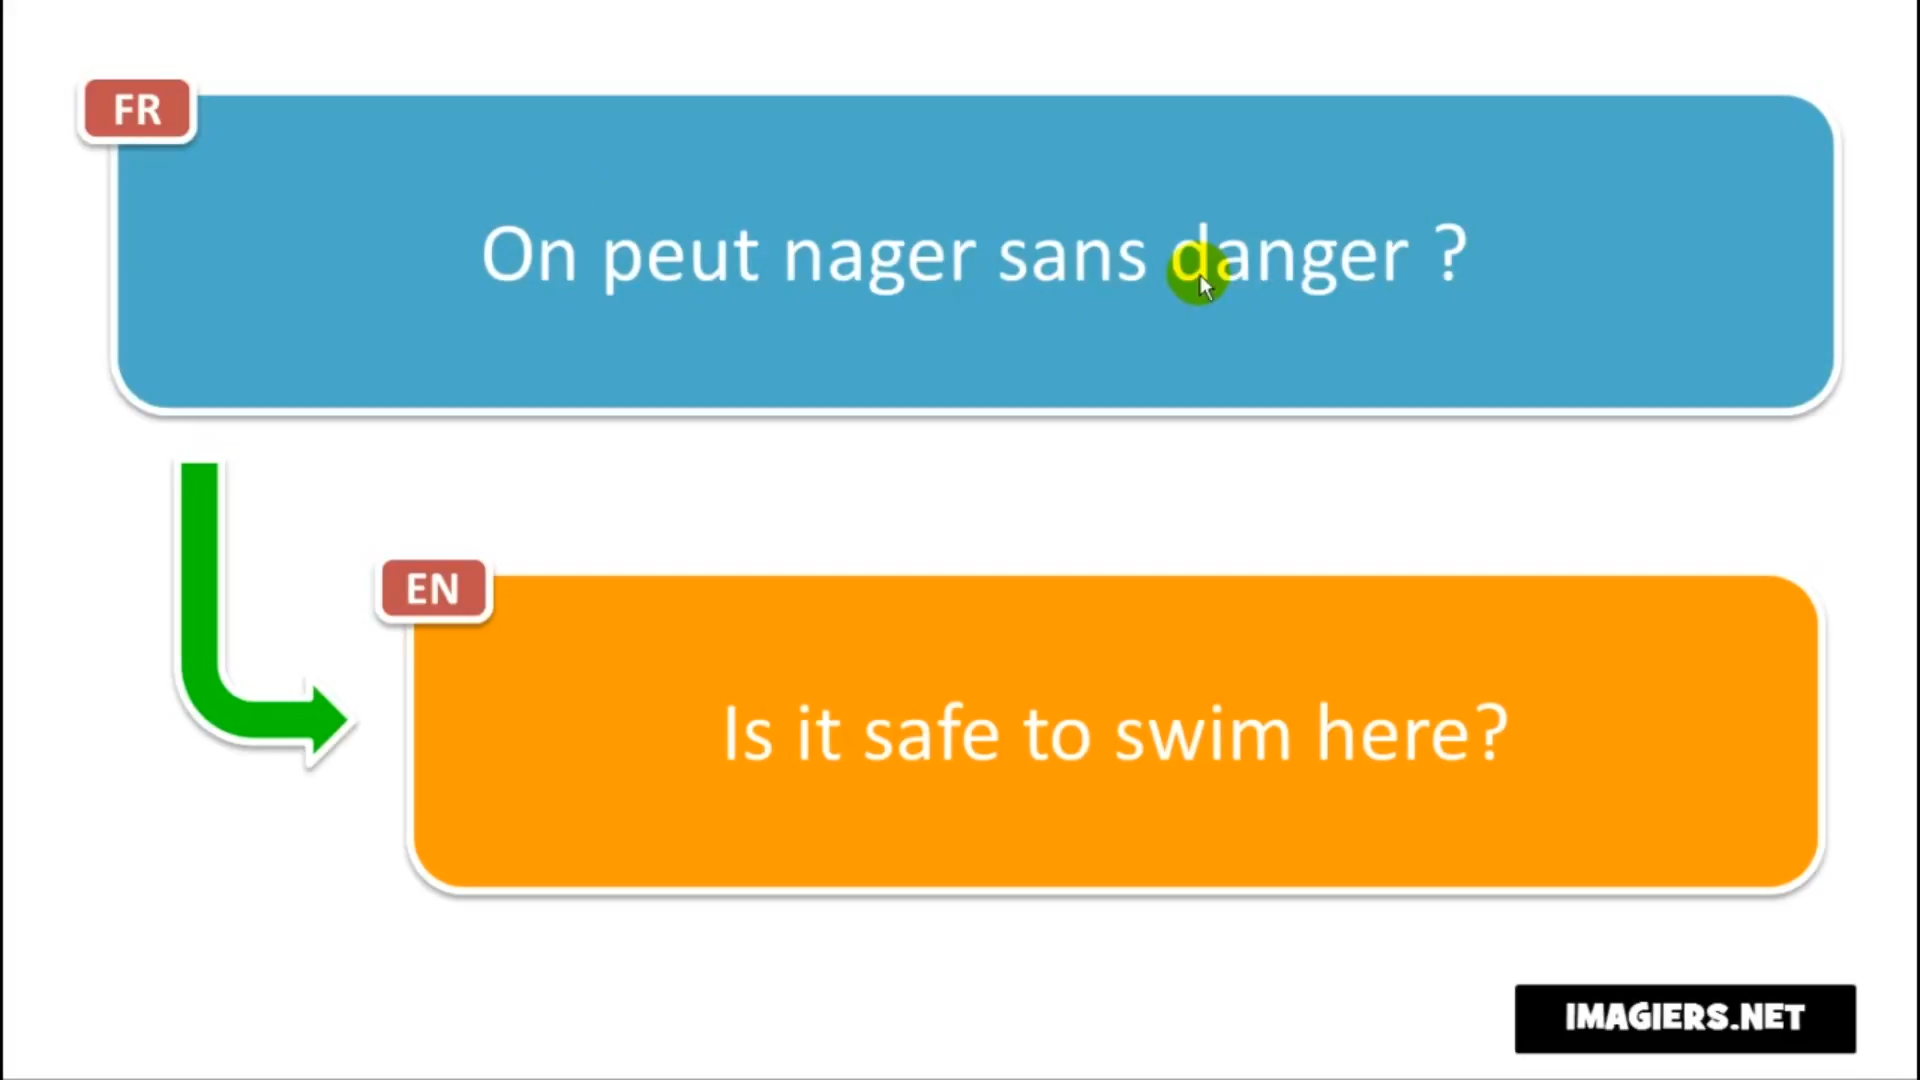 FR
On peut nager sans danger ?
EN
Is it safe to swim here?
IMAGIERS.NET